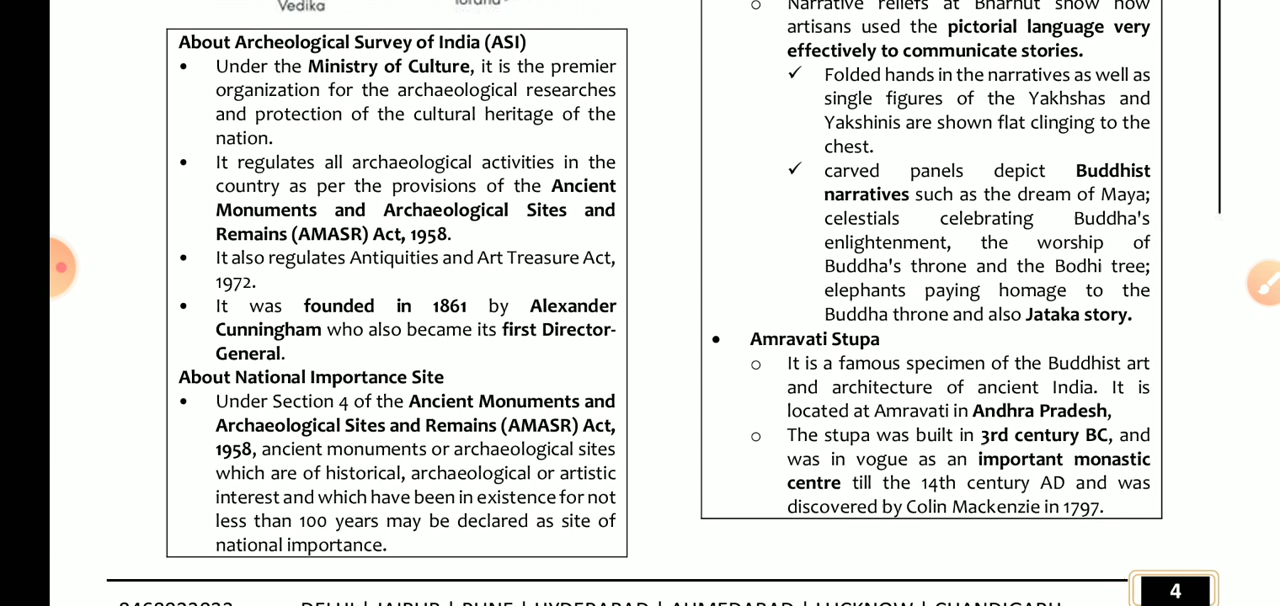 Vedika
About Archeological Survey of India (ASI)
• Under the Ministry of Culture, it is the premier
organization for the archaeological researches
and protection of the cultural heritage of the
nation.
• It regulates all archaeological activities in the
country as per the provisions of the Ancient
Monuments and Archaeological Sites and
Remains (AMASR) Act, 1958.
• It also regulates Antiquities and Art Treasure Act,
1972.
• It was founded in 1861 by Alexander
Cunningham who also became its first Director-
General.
About National Importance Site
• Under Section 4 of the Ancient Monuments and
Archaeological Sites and Remains (AMASR) Act,
1958, ancient monuments or archaeological sites
which are of historical, archaeological or artistic
interest and which have been in existence for not
less than 100 years may be declared as site of
national importance.
o Narrative reliefs at Bharhut show how
artisans used the pictorial language very
effectively to communicate stories.
✓ Folded hands in the narratives as well as
single figures of the Yakhshas and
Yakshinis are shown flat clinging to the
chest.
✓ carved panels depict Buddhist
narratives such as the dream of Maya;
celestials celebrating Buddha's
enlightenment, the worship of
Buddha's throne and the Bodhi tree;
elephants paying homage to the
Buddha throne and also Jataka story.
• Amravati Stupa
o It is a famous specimen of the Buddhist art
and architecture of ancient India. It is
located at Amravati in Andhra Pradesh,
o The stupa was built in 3rd century BC, and
was in vogue as an important monastic
centre till the 14th century AD and was
discovered by Colin Mackenzie in 1797.
4
DELHI | JAIPUR | PUNE | HYDERABAD | AHMEDABAD | LUCKNOW | CHANDIGARH